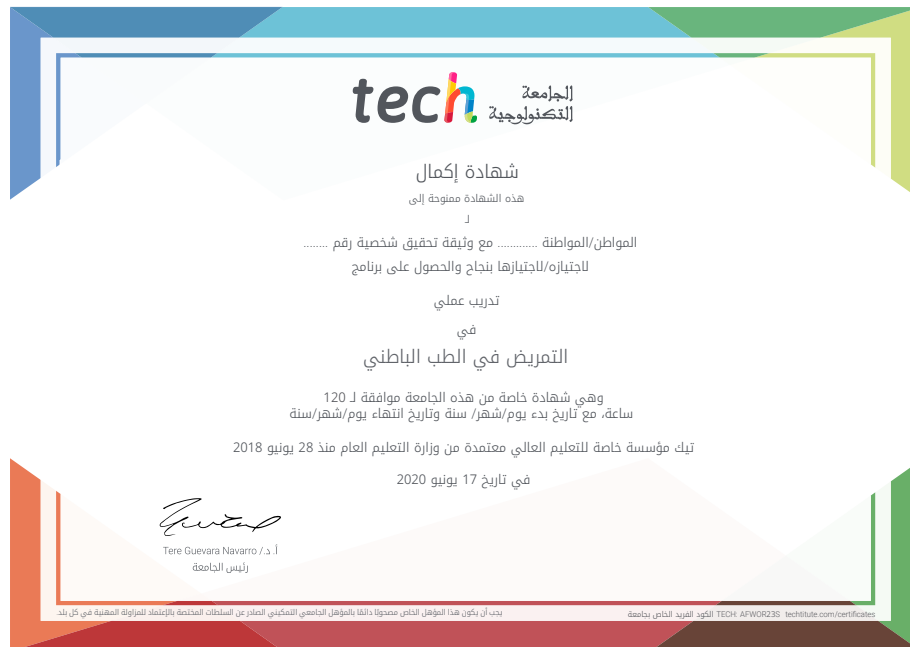 tech
الجامعة
التكنولوجية
شهادة إكمال
هذه الشهادة ممنوحة إلى
لـ
المواطن/المواطنة ............. مع وثيقة تحقيق شخصية رقم ........
لاجتيازه/لاجتيازها بنجاح والحصول على برنامج
تدريب عملي
في
التمريض في الطب الباطني
وهي شهادة خاصة من هذه الجامعة موافقة لـ 120
ساعة، مع تاريخ بدء يوم/شهر/ سنة وتاريخ انتهاء يوم/شهر/سنة
تيك مؤسسة خاصة للتعليم العالي معتمدة من وزارة التعليم العام منذ 28 يونيو 2018
في تاريخ 17 يونيو 2020
أ. د./ Tere Guevara Navarro
رئيس الجامعة
يجب أن يكون هذا المؤهل الخاص مصحوبًا دائمًا بالمؤهل الجامعي التمكيني الصادر عن السلطات المختصة بالإعتماد للمزاولة المهنية في كل بلد.
الكود الفريد الخاص بجامعة TECH: AFWOR23S techtitute.com/certificates